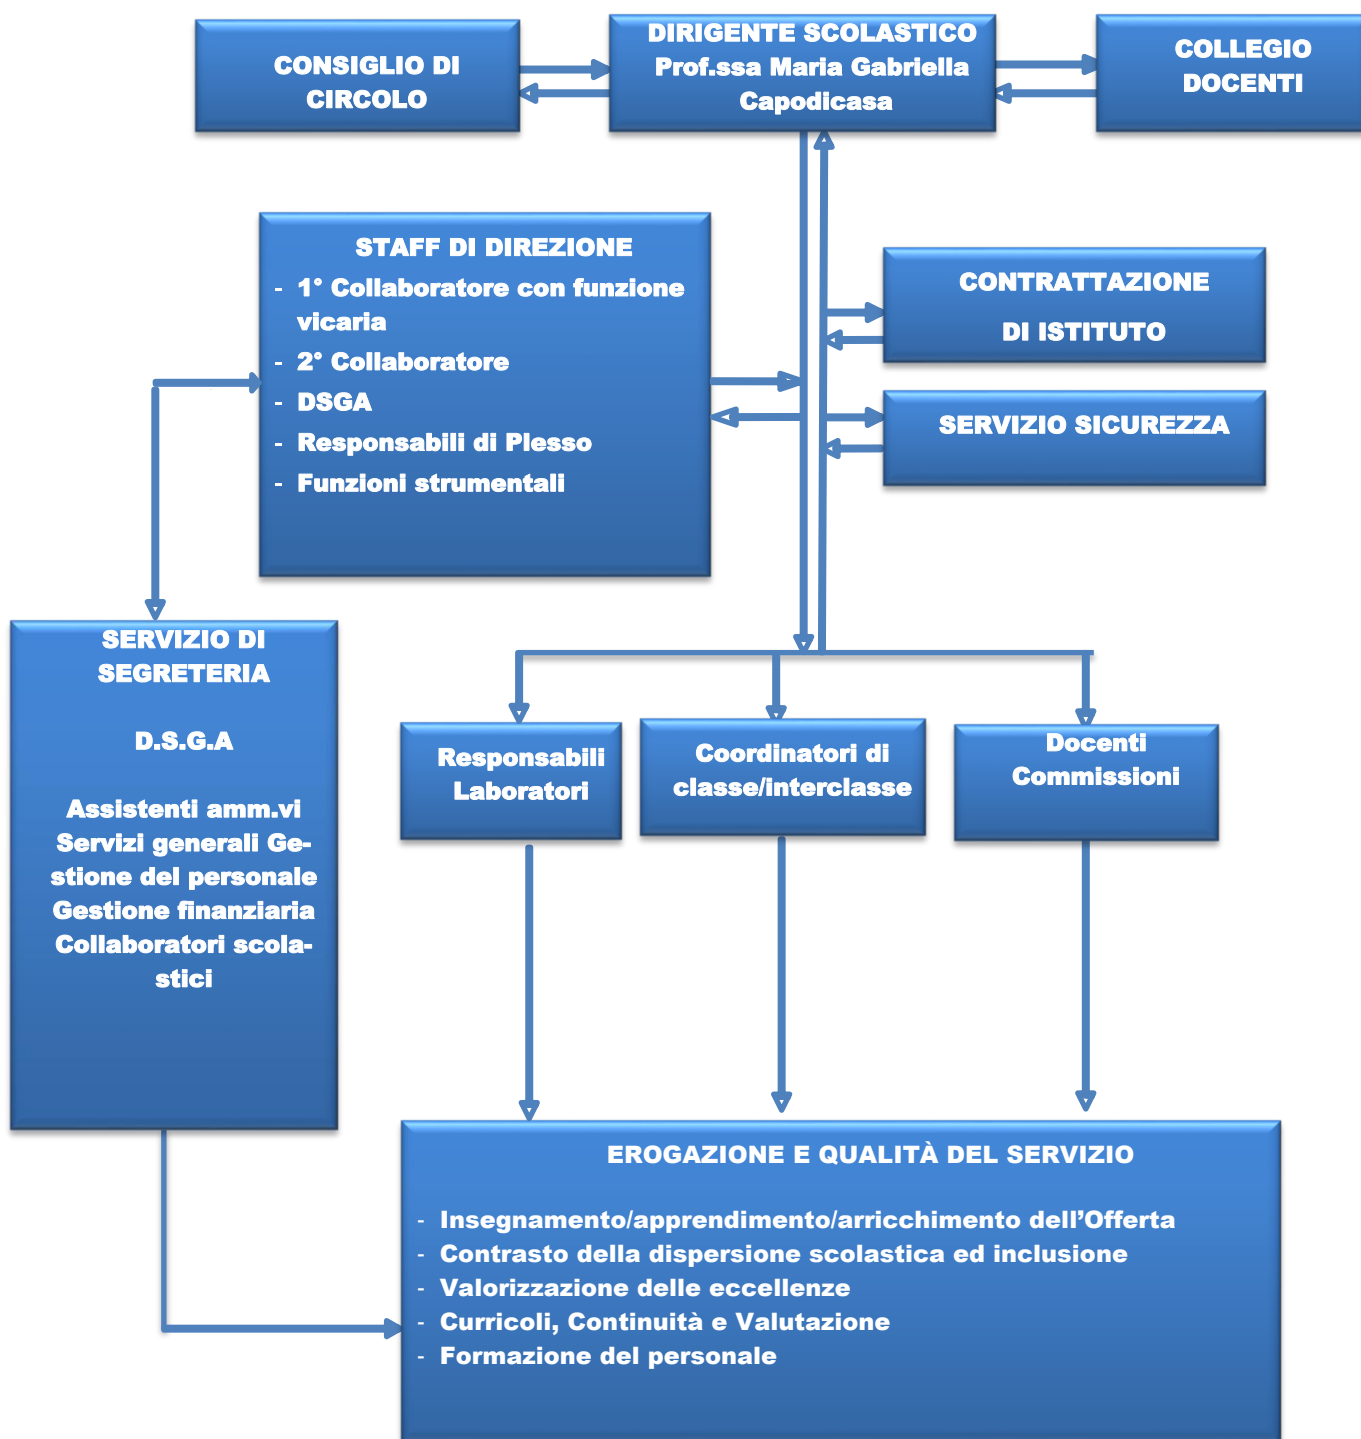 CONSIGLIO DI
CIRCOLO
DIRIGENTE SCOLASTICO
Prof.ssa Maria Gabriella
Capodicasa
COLLEGIO
DOCENTI
STAFF DI DIREZIONE
- 1° Collaboratore con funzione
vicaria
- 2° Collaboratore
- DSGA
- Responsabili di Plesso
- Funzioni strumentali
CONTRATTAZIONE
DI ISTITUTO
SERVIZIO SICUREZZA
SERVIZIO DI
SEGRETERIA
D.S.G.A
Assistenti amm.vi
Servizi generali Ge-
stione del personale
Gestione finanziaria
Collaboratori scola-
stici
Responsabili
Laboratori
Coordinatori di
classe/interclasse
Docenti
Commissioni
EROGAZIONE E QUALITÀ DEL SERVIZIO
- Insegnamento/apprendimento/arricchimento dell’Offerta
- Contrasto della dispersione scolastica ed inclusione
- Valorizzazione delle eccellenze
- Curricoli, Continuità e Valutazione
- Formazione del personale